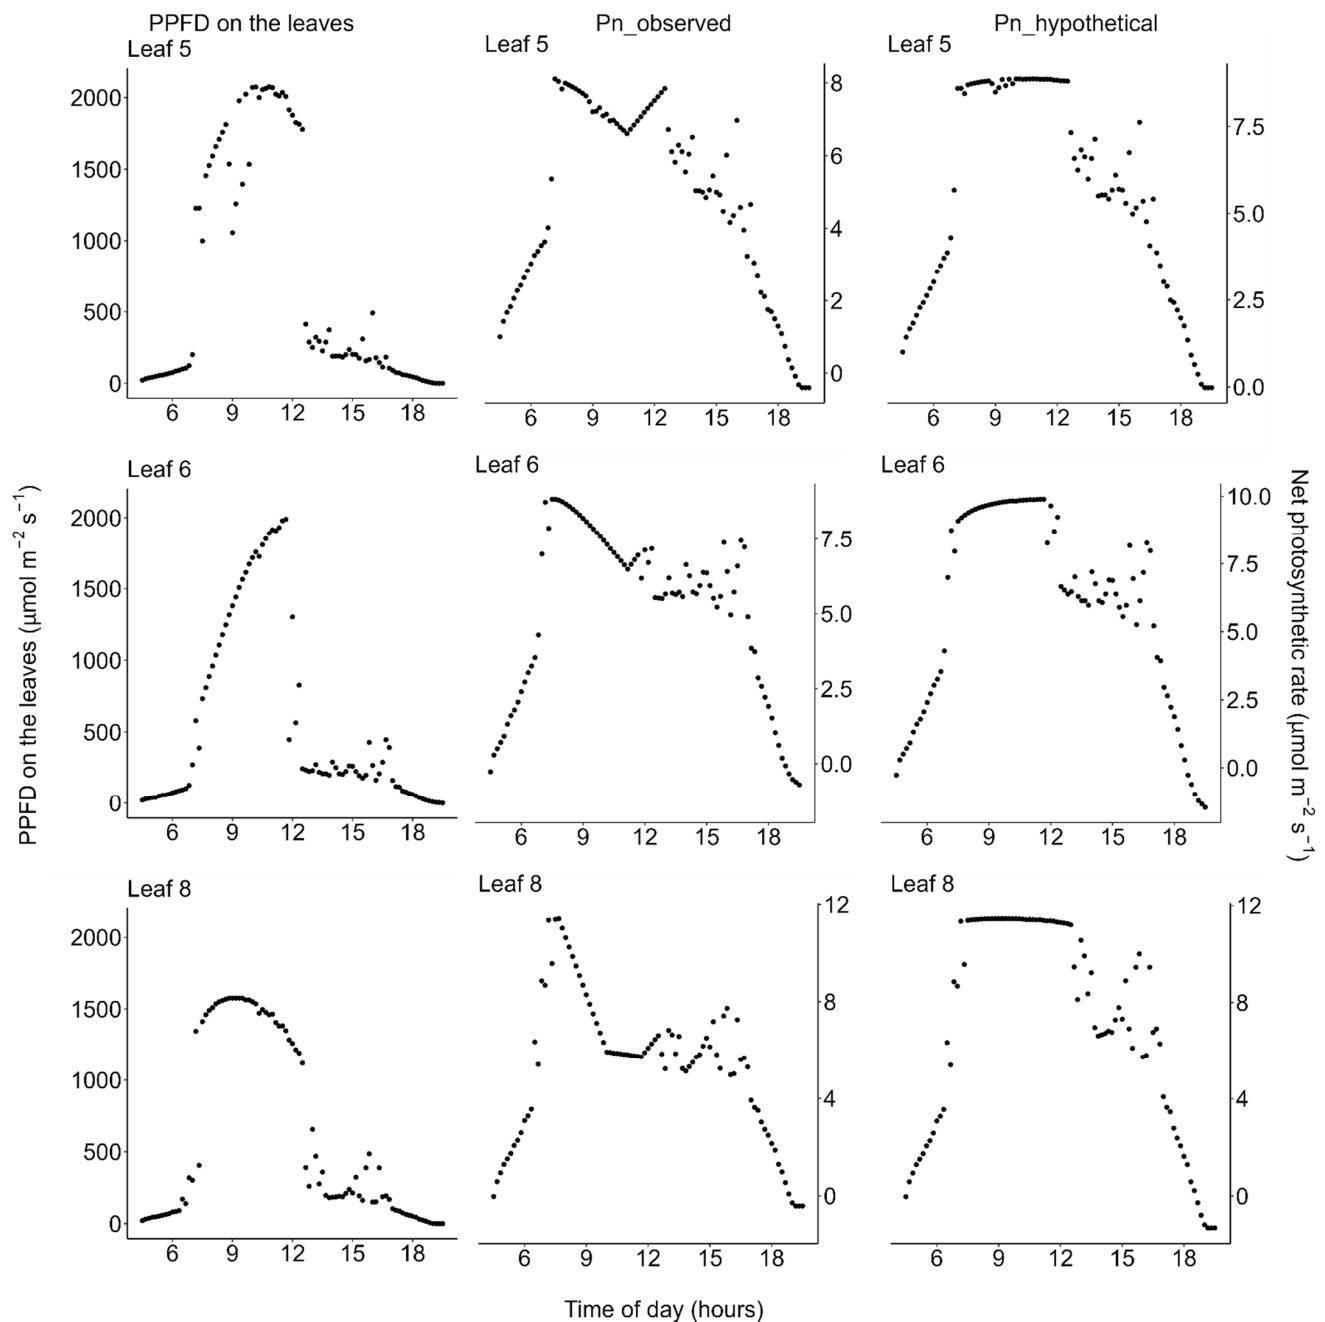 PPFD on the leaves
Pn_observed
Pn_hypothetical
Leaf 5
Leaf 5
Leaf 5
2000
1500
1000
500
0
6 9 12 15 18
8
6
4
2
0
6 9 12 15 18
7.5
5.0
2.5
0.0
6 9 12 15 18
Leaf 6
Leaf 6
Leaf 6
2000
1500
1000
500
0
6 9 12 15 18
7.5
5.0
2.5
0.0
6 9 12 15 18
10.0
7.5
5.0
2.5
0.0
6 9 12 15 18
Leaf 8
Leaf 8
Leaf 8
2000
1500
1000
500
0
6 9 12 15 18
12
8
4
0
6 9 12 15 18
12
8
4
0
6 9 12 15 18
PPFD on the leaves (µmol m⁻² s⁻¹)
Net photosynthetic rate (µmol m⁻² s⁻¹)
Time of day (hours)